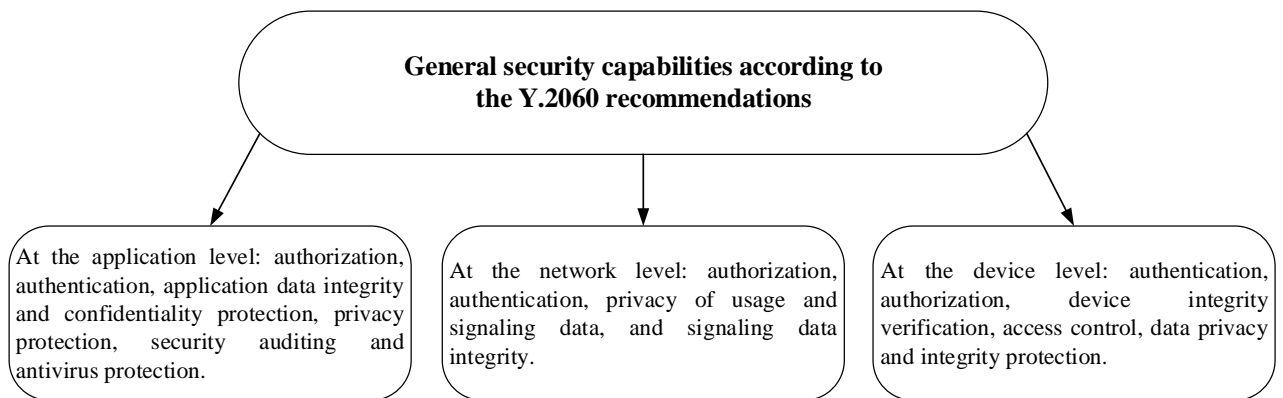 General security capabilities according to
the Y.2060 recommendations
At the application level: authorization,
authentication, application data integrity
and confidentiality protection, privacy
protection, security auditing and
antivirus protection.
At the network level: authorization,
authentication, privacy of usage and
signaling data, and signaling data
integrity.
At the device level: authentication,
authorization, device integrity
verification, access control, data privacy
and integrity protection.